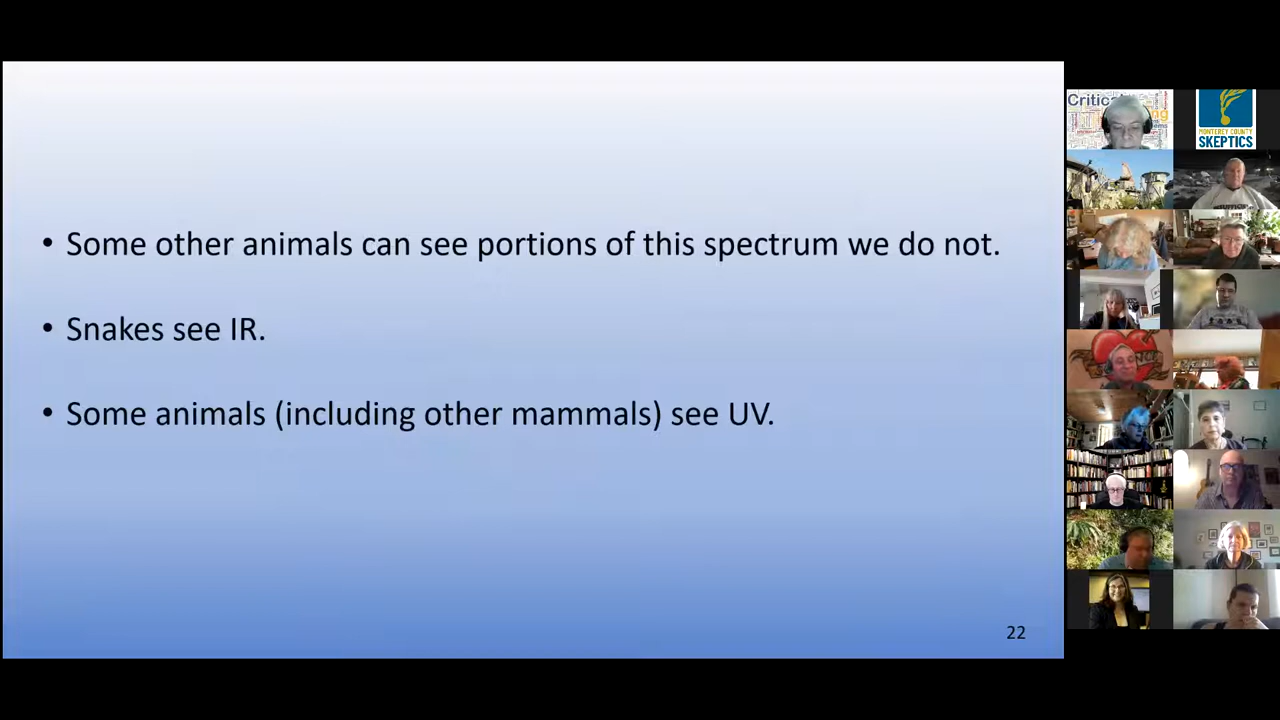 • Some other animals can see portions of this spectrum we do not.
• Snakes see IR.
• Some animals (including other mammals) see UV.
22
MONTEREY COUNTY
SKEPTICS